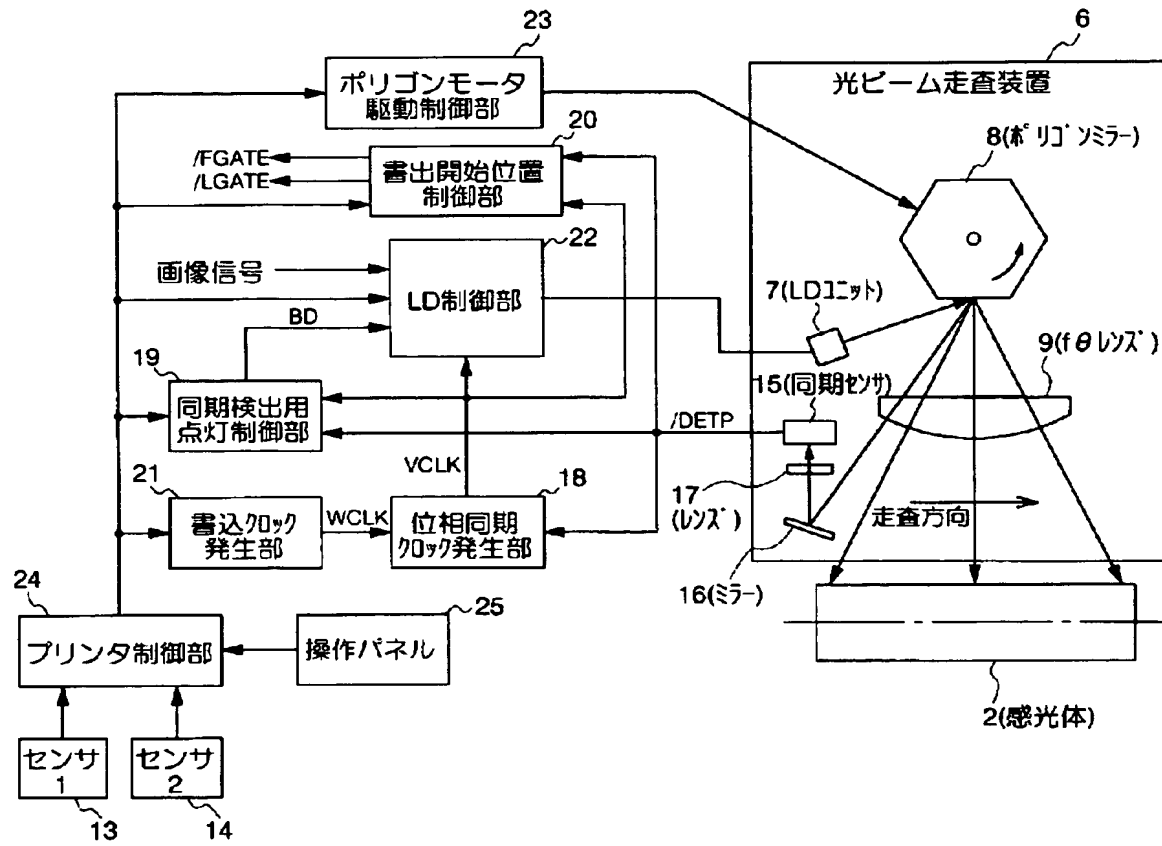 23
ポリゴンモータ
駆動制御部
6
光ビーム走査装置
8(ポリゴンミラー)
20
/FGATE
/LGATE
書出開始位置
制御部
22
画像信号
LD制御部
7(LDユニット)
BD
9(fθレンズ)
19
同期検出用
点灯制御部
15(同期センサ)
/DETP
VCLK
21
書込クロック
発生部
WCLK
18
位相同期
クロック発生部
17
(レンズ)
走査方向
16(ミラー)
24
プリンタ制御部
25
操作パネル
2(感光体)
センサ
1
センサ
2
13
14